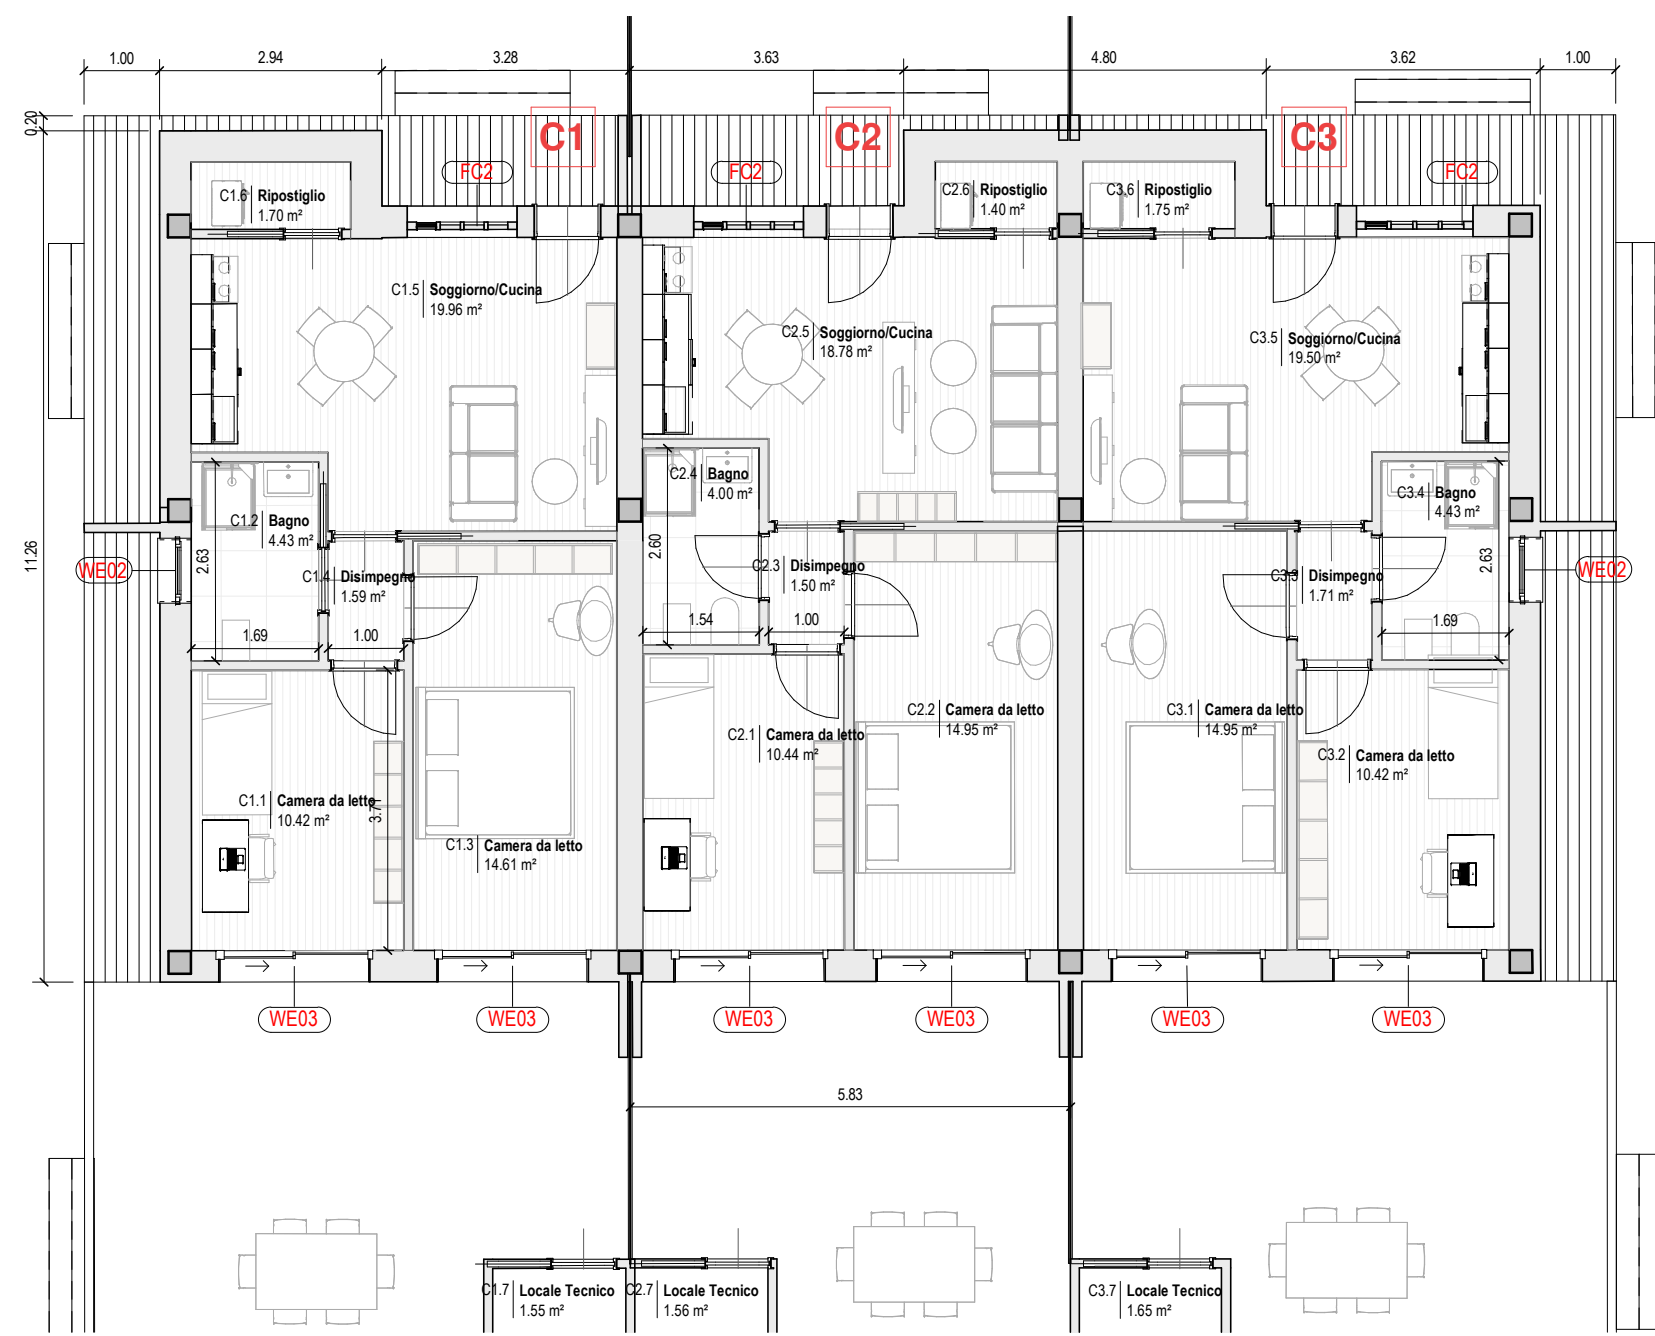 1.00
2.94
3.28
3.63
4.80
3.62
1.00
0.20
C1
C2
C3
FC2
FC2
FC2
C1.6 Ripostiglio
1.70 m²
C2.6 Ripostiglio
1.40 m²
C3.6 Ripostiglio
1.75 m²
C1.5 Soggiorno/Cucina
19.96 m²
C2.5 Soggiorno/Cucina
18.78 m²
C3.5 Soggiorno/Cucina
19.50 m²
C1.2 Bagno
4.43 m²
C2.4 Bagno
4.00 m²
C3.4 Bagno
4.43 m²
11.26
WE02
2.63
C1.4 Disimpegno
1.59 m²
2.60
C2.3 Disimpegno
1.50 m²
C3.3 Disimpegno
1.71 m²
2.63
WE02
1.69
1.00
1.54
1.00
1.69
C1.1 Camera da letto
10.42 m²
3.71
C1.3 Camera da letto
14.61 m²
C2.1 Camera da letto
10.44 m²
C2.2 Camera da letto
14.95 m²
C3.1 Camera da letto
14.95 m²
C3.2 Camera da letto
10.42 m²
WE03
WE03
WE03
WE03
WE03
WE03
5.83
C1.7 Locale Tecnico
1.55 m²
C2.7 Locale Tecnico
1.56 m²
C3.7 Locale Tecnico
1.65 m²